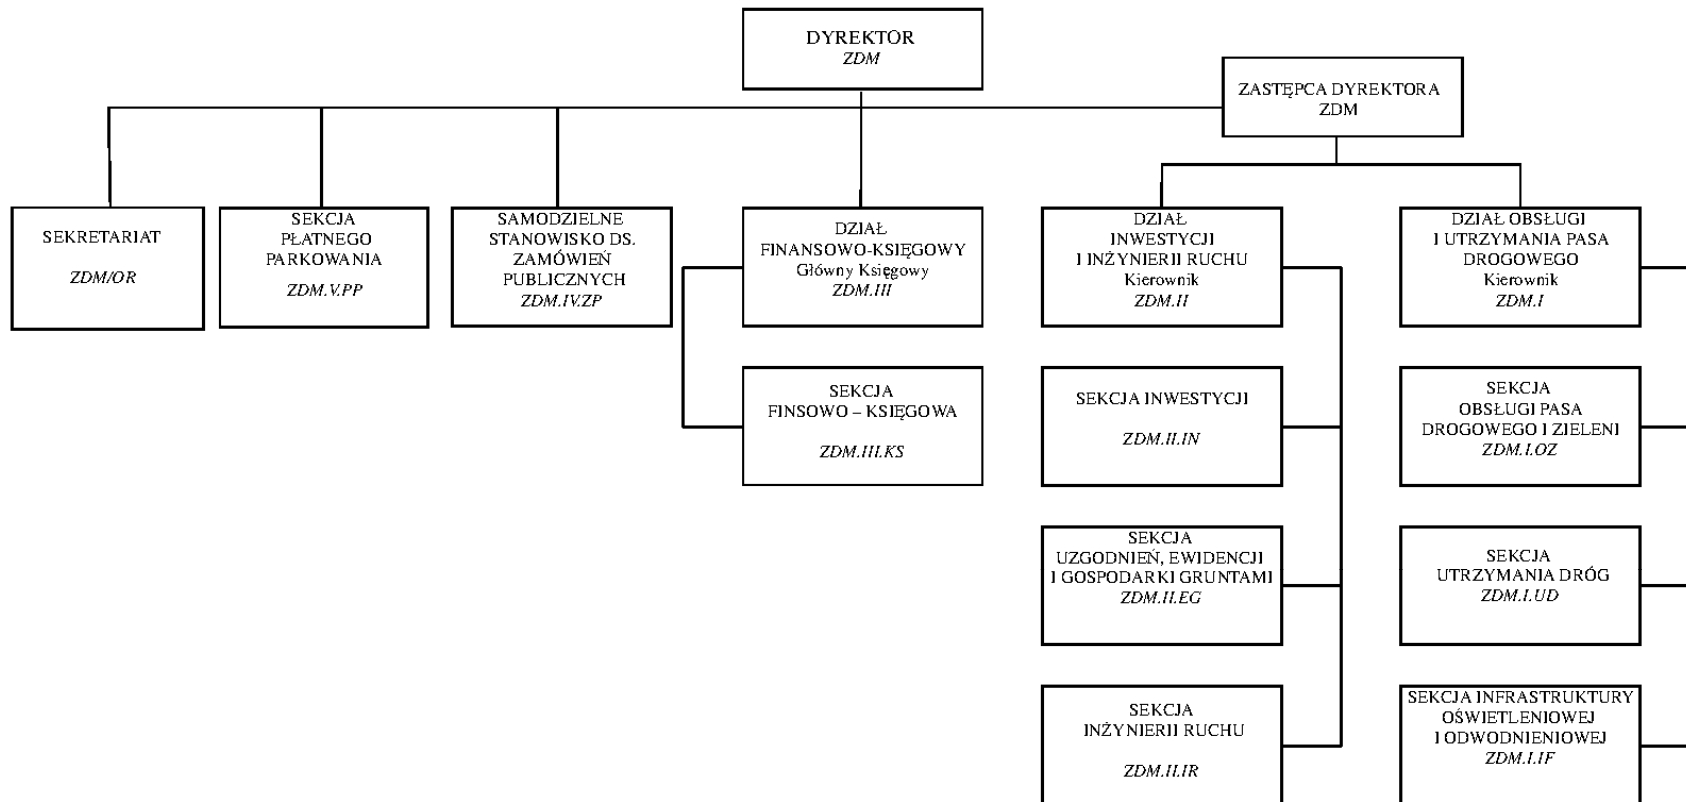 DYREKTOR
ZDM
ZASTĘPCA DYREKTORA
ZDM
SEKRETARIAT
ZDM/OR
SEKCJA
PŁATNEGO
PARKOWANIA
ZDM.V.PP
SAMODZIELNE
STANOWISKO DS.
ZAMÓWIEŃ
PUBLICZNYCH
ZDM.IV.ZP
DZIAŁ
FINANSOWO-KSIĘGOWY
Główny Księgowy
ZDM.III
DZIAŁ
INWESTYCJI
I INŻYNIERII RUCHU
Kierownik
ZDM.II
DZIAŁ OBSŁUGI
I UTRZYMANIA PASA
DROGOWEGO
Kierownik
ZDM.I
SEKCJA
FINSOWO – KSIĘGOWA
ZDM.III.KS
SEKCJA INWESTYCJI
ZDM.II.IN
SEKCJA
OBSŁUGI PASA
DROGOWEGO I ZIELENI
ZDM.I.OZ
SEKCJA
UZGODNIEŃ, EWIDENCJI
I GOSPODARKI GRUNTAMI
ZDM.II.EG
SEKCJA
UTRZYMANIA DRÓG
ZDM.I.UD
SEKCJA
INŻYNIERII RUCHU
ZDM.II.IR
SEKCJA INFRASTRUKTURY
OŚWIETLENIOWEJ
I ODWODNIENIOWEJ
ZDM.I.IF